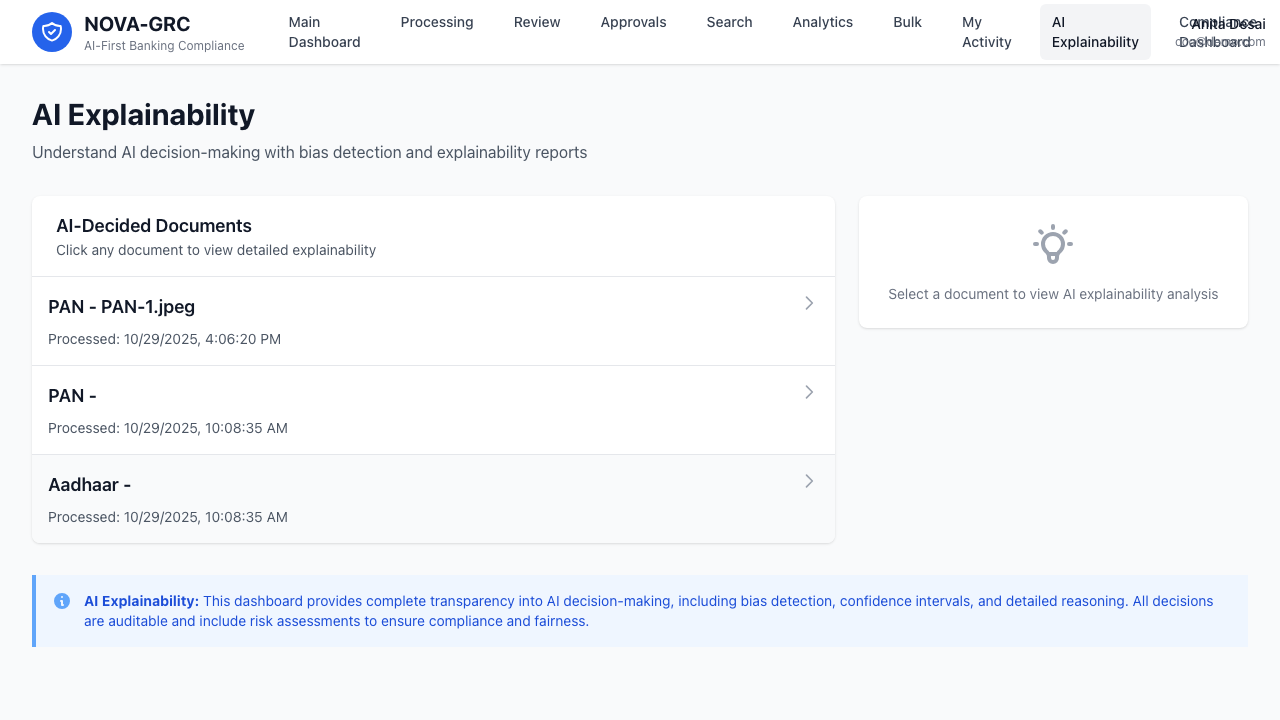 NOVA-GRC
AI-First Banking Compliance
Main Dashboard
Processing
Review
Approvals
Search
Analytics
Bulk
My Activity
AI Explainability
Compliance Dashboard
Anita Desai
AI Explainability
Understand AI decision-making with bias detection and explainability reports
AI-Decided Documents
Click any document to view detailed explainability
PAN - PAN-1.jpeg
Processed: 10/29/2025, 4:06:20 PM
PAN -
Processed: 10/29/2025, 10:08:35 AM
Aadhaar -
Processed: 10/29/2025, 10:08:35 AM
Select a document to view AI explainability analysis
AI Explainability: This dashboard provides complete transparency into AI decision-making, including bias detection, confidence intervals, and detailed reasoning. All decisions
are auditable and include risk assessments to ensure compliance and fairness.